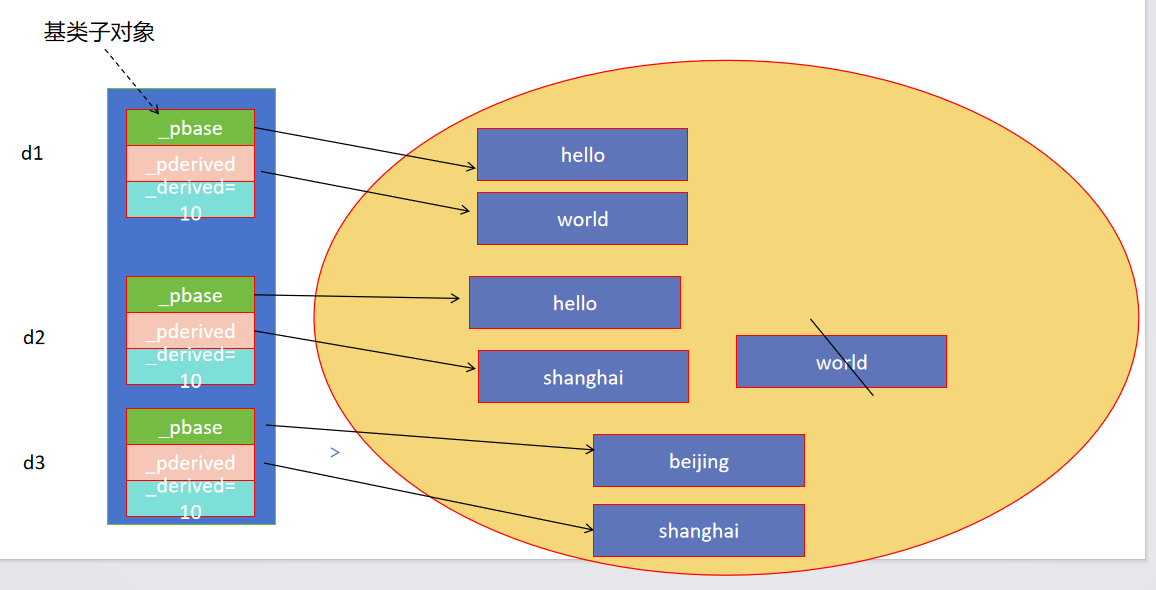 基类子对象
d1
_pbase
_pderived
_derived=
10
hello
world
d2
_pbase
_pderived
_derived=
10
hello
shanghai
world
d3
_pbase
_pderived
_derived=
10
>
beijing
shanghai